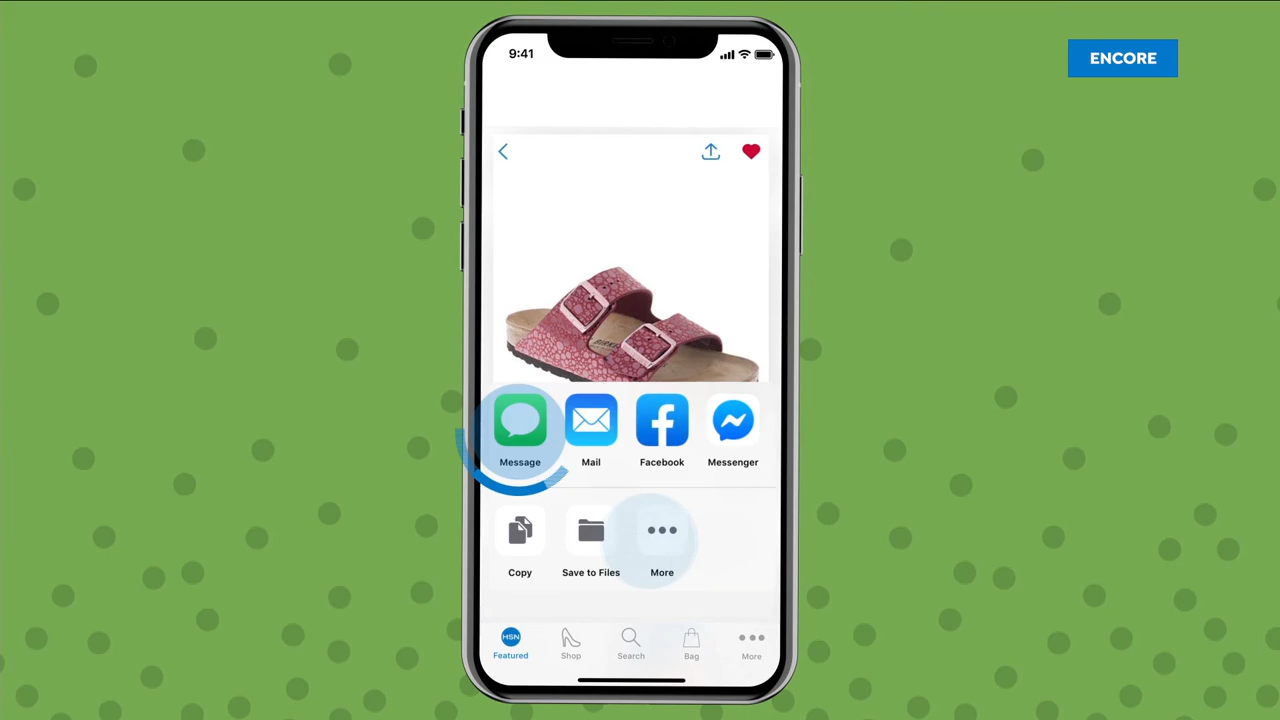 9:41
ENCORE
Message
Mail
Facebook
Messenger
Copy
Save to Files
More
HSN
Featured
Shop
Search
Bag
More